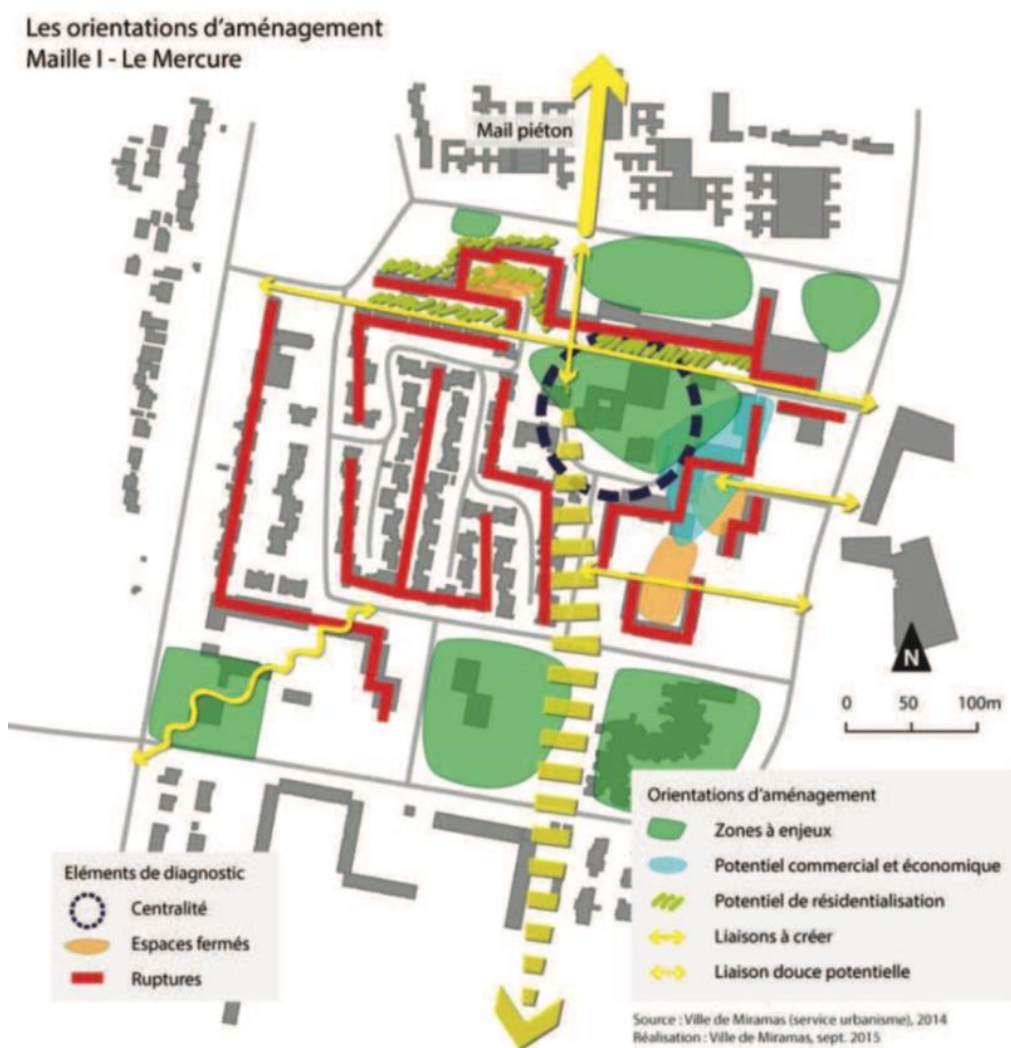 Les orientations d'aménagement
Maille I - Le Mercure
Mail piéton
N
0 50 100m
Eléments de diagnostic
Centralité
Espaces fermés
Ruptures
Orientations d'aménagement
Zones à enjeux
Potentiel commercial et économique
Potentiel de résidentialisation
Liaisons à créer
Liaison douce potentielle
Source : Ville de Miramas (service urbanisme), 2014
Réalisation : Ville de Miramas, sept. 2015